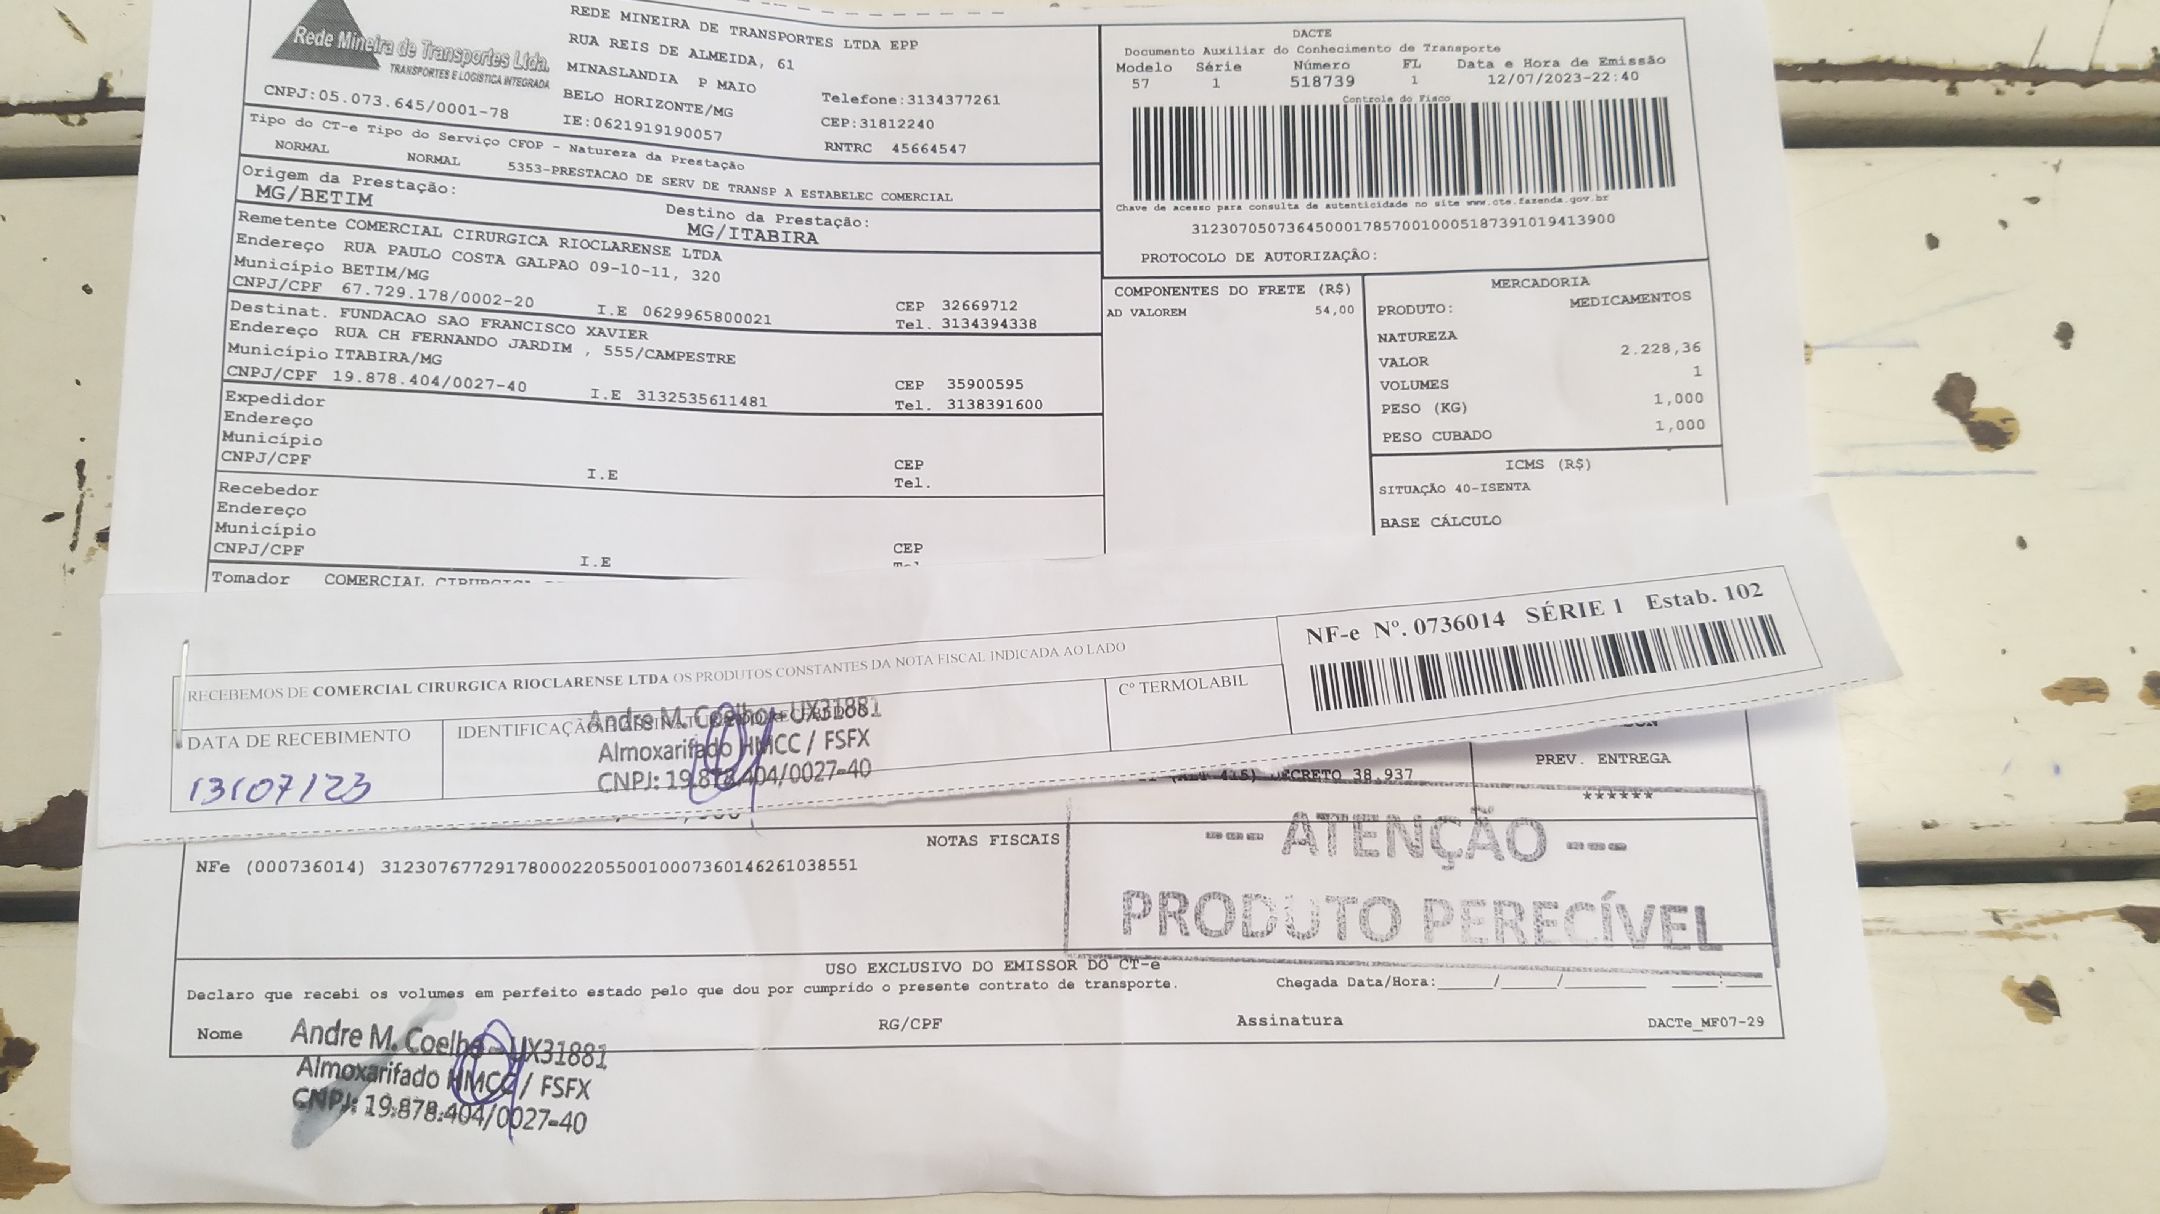 Rede Mineira de Transportes Ltda.
TRANSPORTES E LOGÍSTICA INTEGRADA
CNPJ:05.073.645/0001-78
REDE MINEIRA DE TRANSPORTES LTDA EPP
RUA REIS DE ALMEIDA, 61
MINASLANDIA P MAIO
BELO HORIZONTE/MG
IE:0621919190057
Telefone:3134377261
CEP:31812240
RNTRC 45664547
DACTE
Documento Auxiliar do Conhecimento de Transporte
Modelo Série Número FL Data e Hora de Emissão
57 1 518739 1 12/07/2023-22:40
Controle do Fisco
Chave de acesso para consulta de autenticidade no site www.cte.fazenda.gov.br
31230705073645000178570010005187391019413900
PROTOCOLO DE AUTORIZAÇÃO:
Tipo do CT-e Tipo do Serviço CFOP - Natureza da Prestação
NORMAL NORMAL 5353-PRESTACAO DE SERV DE TRANSP A ESTABELEC COMERCIAL
Origem da Prestação: Destino da Prestação:
MG/BETIM MG/ITABIRA
Remetente COMERCIAL CIRURGICA RIOCLARENSE LTDA
Endereço RUA PAULO COSTA GALPAO 09-10-11, 320
Município BETIM/MG CEP 32669712
CNPJ/CPF 67.729.178/0002-20 I.E 0629965800021 Tel. 3134394338
Destinat. FUNDACAO SAO FRANCISCO XAVIER
Endereço RUA CH FERNANDO JARDIM , 555/CAMPESTRE
Município ITABIRA/MG CEP 35900595
CNPJ/CPF 19.878.404/0027-40 I.E 3132535611481 Tel. 3138391600
Expedidor
Endereço
Município CEP
CNPJ/CPF I.E Tel.
Recebedor
Endereço
Município CEP
CNPJ/CPF I.E
Tomador COMERCIAL
COMPONENTES DO FRETE (R$)
AD VALOREM 54,00
MERCADORIA
PRODUTO: MEDICAMENTOS
NATUREZA
VALOR 2.228,36
VOLUMES 1
PESO (KG) 1,000
PESO CUBADO 1,000
ICMS (R$)
SITUAÇÃO 40-ISENTA
BASE CÁLCULO
RECEBEMOS DE COMERCIAL CIRURGICA RIOCLARENSE LTDA OS PRODUTOS CONSTANTES DA NOTA FISCAL INDICADA AO LADO
NF-e Nº. 0736014 SÉRIE 1 Estab. 102
DATA DE RECEBIMENTO
13/07/23
IDENTIFICAÇÃO
Andre M. Coelho - UX31881
Almoxarifado HMCC / FSFX
CNPJ: 19.878.404/0027-40
Cº TERMOLABIL
DECRETO 38.937
PREV. ENTREGA
******
NOTAS FISCAIS
NFe (000736014) 31230767729178000220550010007360146261038551
--- ATENÇÃO ---
PRODUTO PERECÍVEL
USO EXCLUSIVO DO EMISSOR DO CT-e
Declaro que recebi os volumes em perfeito estado pelo que dou por cumprido o presente contrato de transporte. Chegada Data/Hora:____/____/____ ____:____
Nome RG/CPF Assinatura DACTe_MF07-29
Andre M. Coelho - UX31881
Almoxarifado HMCC / FSFX
CNPJ: 19.878.404/0027-40